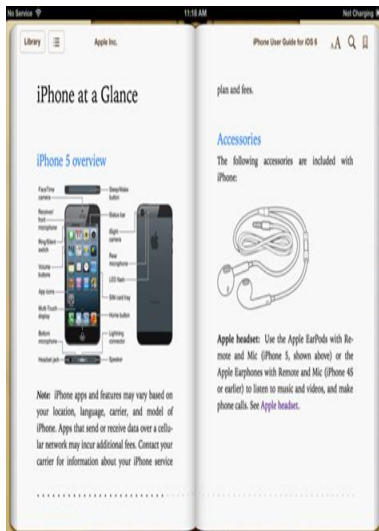 No Service
11:18 AM
Not Charging
Library
Apple Inc.
iPhone User Guide for iOS 6
AA
iPhone at a Glance
iPhone 5 overview
FaceTime
camera
Receiver/
front
microphone
Ring/Silent
switch
Volume
buttons
App icons
Multi-Touch
display
Bottom
microphone
Headset jack
Sleep/Wake
button
Status bar
iSight
camera
Rear
microphone
LED flash
SIM card tray
Home button
Lightning
connector
Speaker
Note: iPhone apps and features may vary based on
your location, language, carrier, and model of
iPhone. Apps that send or receive data over a cellu-
lar network may incur additional fees. Contact your
carrier for information about your iPhone service
plan and fees.
Accessories
The following accessories are included with
iPhone:
Apple headset: Use the Apple EarPods with Re-
mote and Mic (iPhone 5, shown above) or the
Apple Earphones with Remote and Mic (iPhone 4S
or earlier) to listen to music and videos, and make
phone calls. See Apple headset.